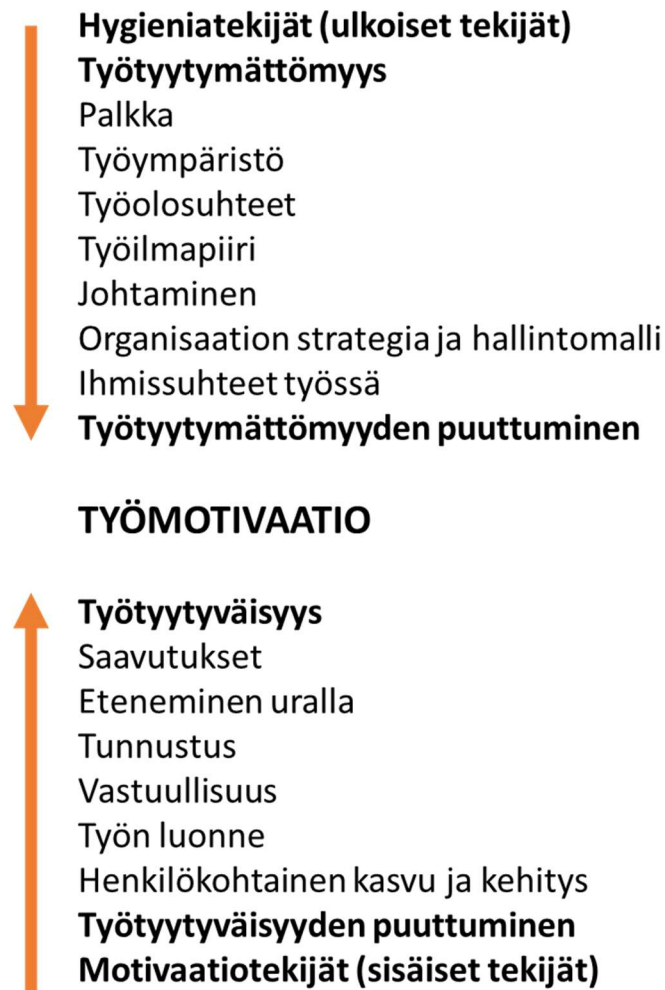 Hygieniatekijät (ulkoiset tekijät)
Työtyytymättömyys
Palkka
Työympäristö
Työolosuhteet
Työilmapiiri
Johtaminen
Organisaation strategia ja hallintomalli
Ihmissuhteet työssä
Työtyytymättömyyden puuttuminen
TYÖMOTIVAATIO
Työtyytyväisyys
Saavutukset
Eteneminen uralla
Tunnustus
Vastuullisuus
Työn luonne
Henkilökohtainen kasvu ja kehitys
Työtyytyväisyyden puuttuminen
Motivaatiotekijät (sisäiset tekijät)